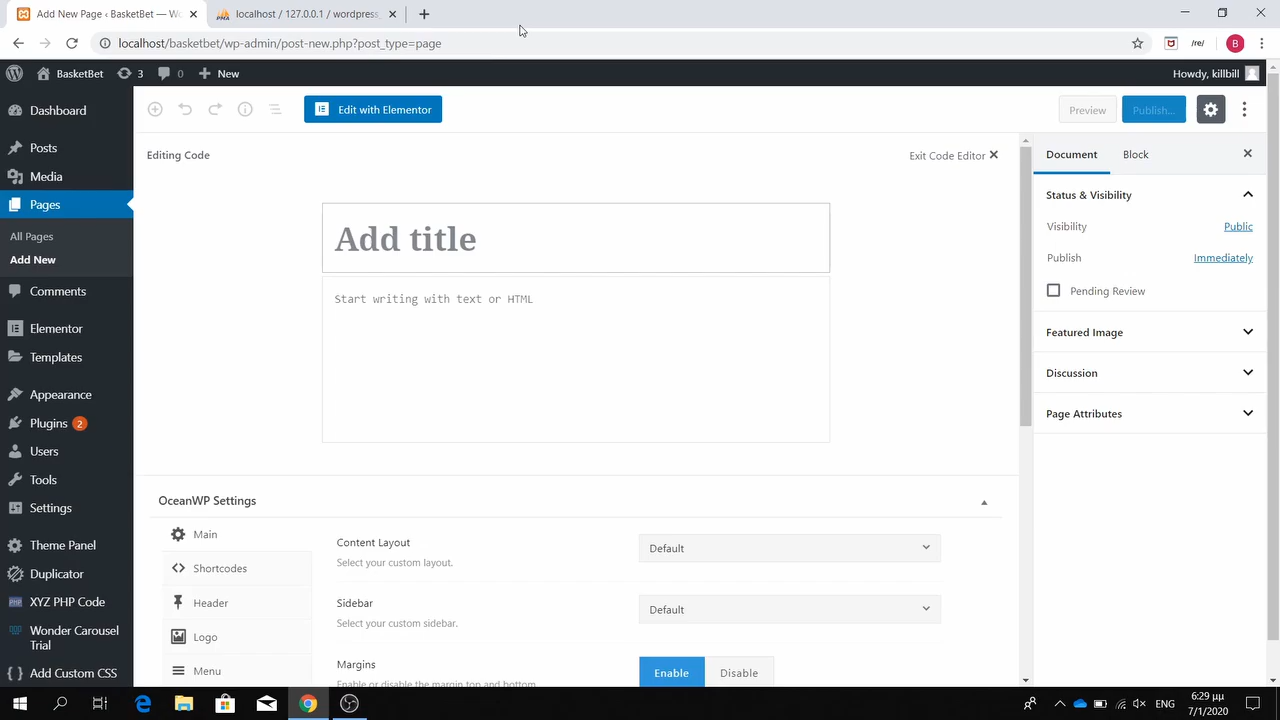 Add New Page ‹ BasketBet — Wo
localhost / 127.0.0.1 / wordpress
localhost/basketbet/wp-admin/post-new.php?post_type=page
/re/
B
BasketBet
3
0
New
Howdy, killbill
Dashboard
Posts
Media
Pages
All Pages
Add New
Comments
Elementor
Templates
Appearance
Plugins 2
Users
Tools
Settings
Theme Panel
Duplicator
XYZ PHP Code
Wonder Carousel
Trial
Add Custom CSS
Edit with Elementor
Preview
Publish...
Editing Code
Exit Code Editor
Add title
Start writing with text or HTML
OceanWP Settings
Main
Shortcodes
Header
Logo
Menu
Content Layout
Select your custom layout.
Default
Sidebar
Select your custom sidebar.
Default
Margins
Enable or disable the margin top and bottom.
Enable
Disable
Document
Block
Status & Visibility
Visibility
Public
Publish
Immediately
Pending Review
Featured Image
Discussion
Page Attributes
ENG
6:29 μμ
7/1/2020